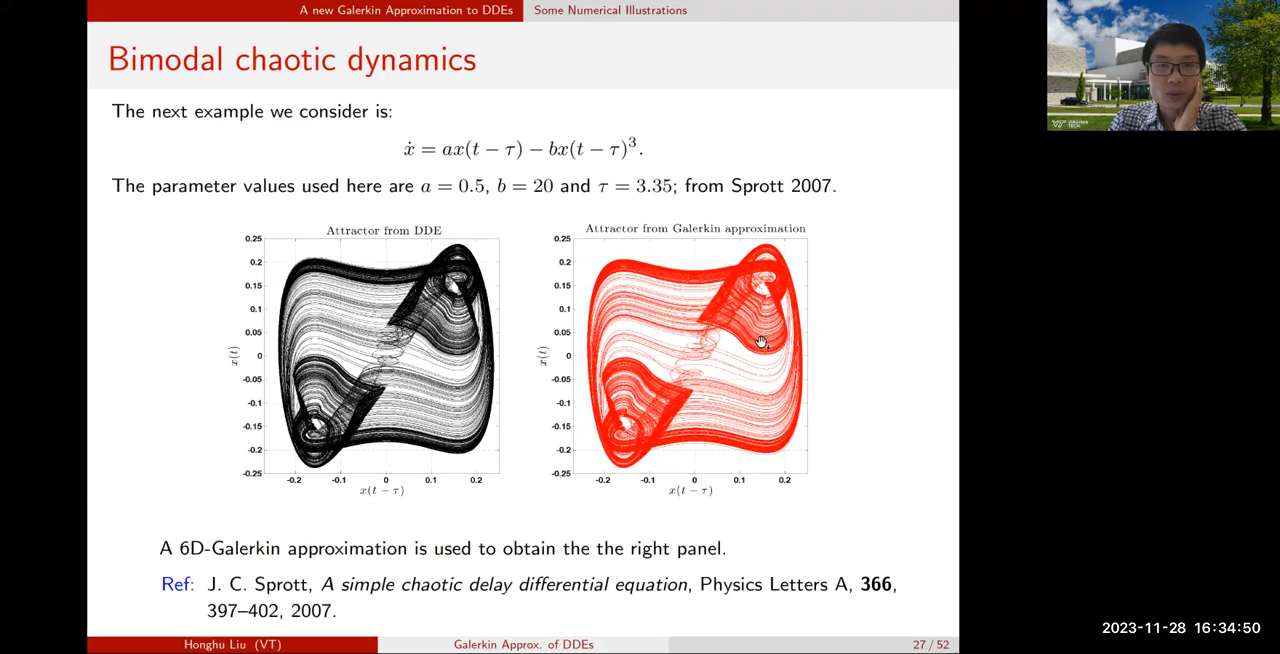 A new Galerkin Approximation to DDEs Some Numerical Illustrations
Bimodal chaotic dynamics
The next example we consider is:
ẋ = ax(t − τ) − bx(t − τ)³.
The parameter values used here are a = 0.5, b = 20 and τ = 3.35; from Sprott 2007.
Attractor from DDE
0.25
0.2
0.15
0.1
0.05
0
-0.05
-0.1
-0.15
-0.2
-0.25
x(t)
-0.2 -0.1 0 0.1 0.2
x(t − τ)
Attractor from Galerkin approximation
0.25
0.2
0.15
0.1
0.05
0
-0.05
-0.1
-0.15
-0.2
-0.25
x(t)
-0.2 -0.1 0 0.1 0.2
x(t − τ)
A 6D-Galerkin approximation is used to obtain the the right panel.
Ref: J. C. Sprott, A simple chaotic delay differential equation, Physics Letters A, 366,
397–402, 2007.
Honghu Liu (VT) Galerkin Approx. of DDEs 27 / 52
VIRGINIA
TECH
2023-11-28 16:34:50